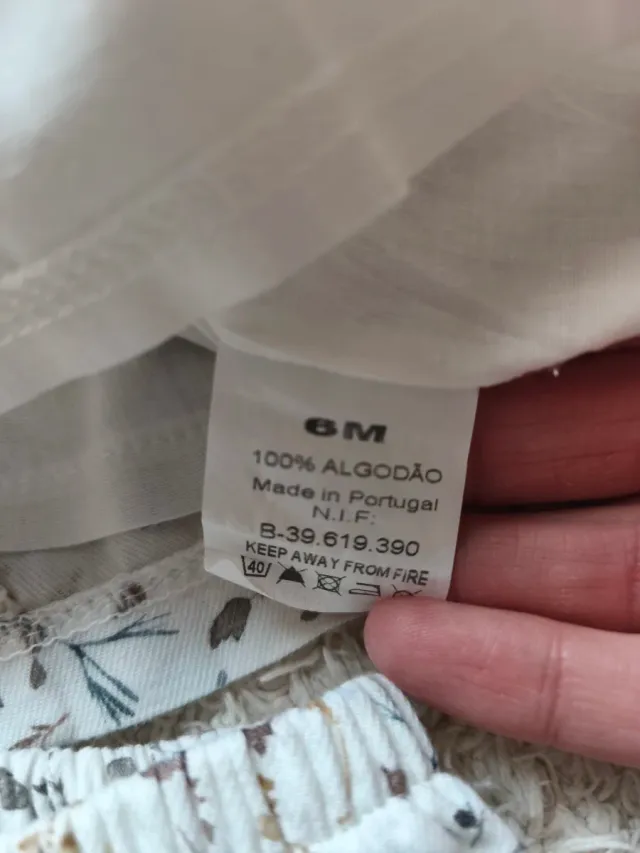 6M
100% ALGODÃO
Made in Portugal
N.I.F:
B-39.619.390
KEEP AWAY FROM FIRE
40